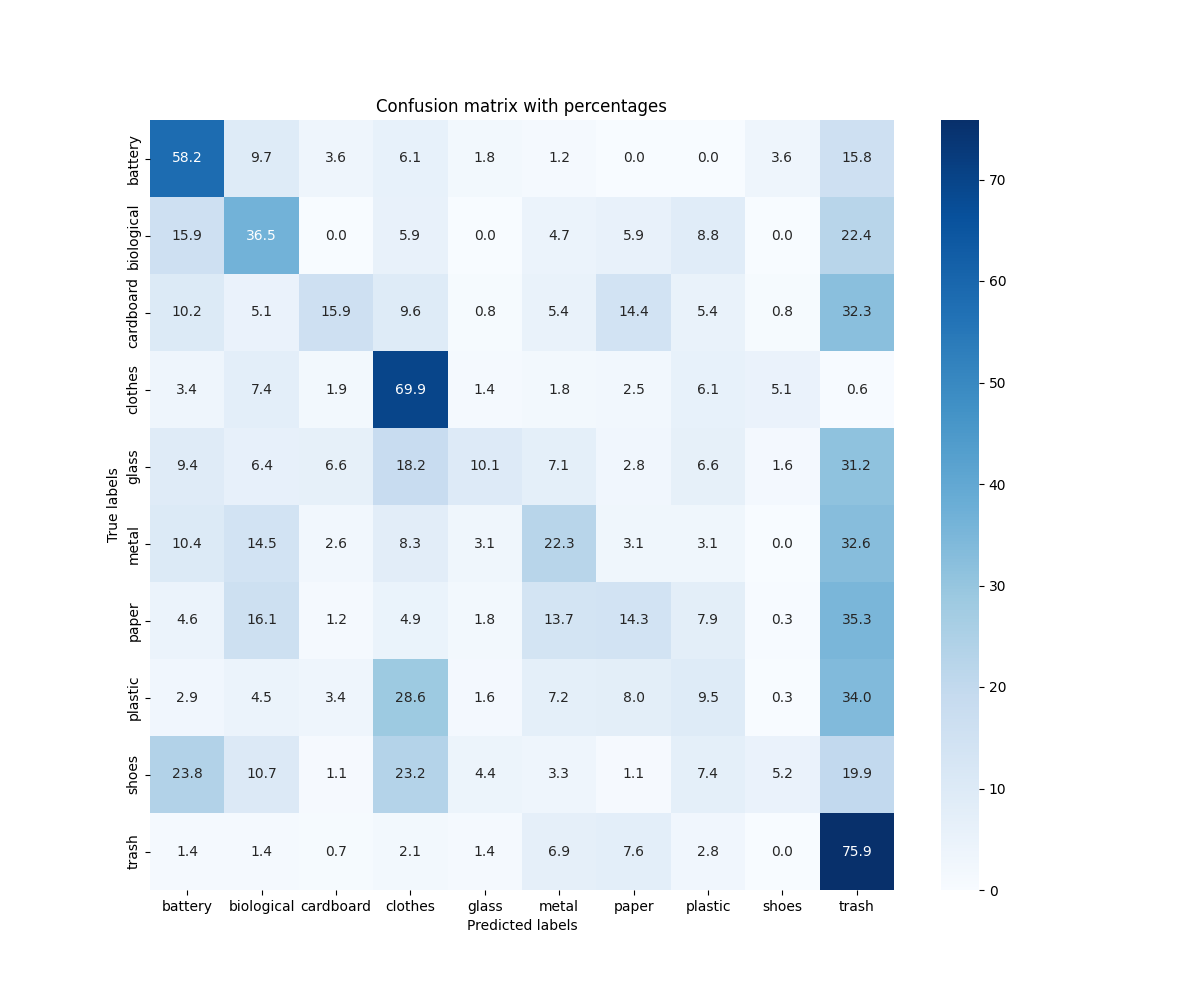 Confusion matrix with percentages
True labels
battery 58.2 9.7 3.6 6.1 1.8 1.2 0.0 0.0 3.6 15.8
biological 15.9 36.5 0.0 5.9 0.0 4.7 5.9 8.8 0.0 22.4
cardboard 10.2 5.1 15.9 9.6 0.8 5.4 14.4 5.4 0.8 32.3
clothes 3.4 7.4 1.9 69.9 1.4 1.8 2.5 6.1 5.1 0.6
glass 9.4 6.4 6.6 18.2 10.1 7.1 2.8 6.6 1.6 31.2
metal 10.4 14.5 2.6 8.3 3.1 22.3 3.1 3.1 0.0 32.6
paper 4.6 16.1 1.2 4.9 1.8 13.7 14.3 7.9 0.3 35.3
plastic 2.9 4.5 3.4 28.6 1.6 7.2 8.0 9.5 0.3 34.0
shoes 23.8 10.7 1.1 23.2 4.4 3.3 1.1 7.4 5.2 19.9
trash 1.4 1.4 0.7 2.1 1.4 6.9 7.6 2.8 0.0 75.9
battery biological cardboard clothes glass metal paper plastic shoes trash
Predicted labels
70
60
50
40
30
20
10
0